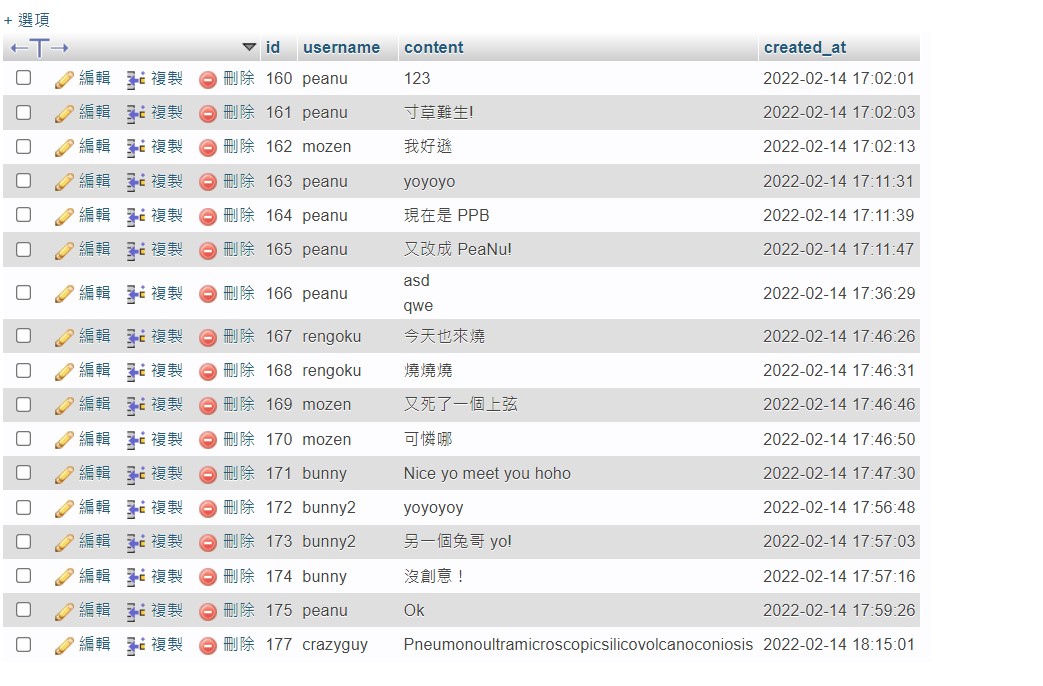 + 選項
←T→ id username content created_at
編輯 複製 刪除 160 peanu 123 2022-02-14 17:02:01
編輯 複製 刪除 161 peanu 寸草難生! 2022-02-14 17:02:03
編輯 複製 刪除 162 mozen 我好遜 2022-02-14 17:02:13
編輯 複製 刪除 163 peanu yoyoyo 2022-02-14 17:11:31
編輯 複製 刪除 164 peanu 現在是 PPB 2022-02-14 17:11:39
編輯 複製 刪除 165 peanu 又改成 PeaNu! 2022-02-14 17:11:47
編輯 複製 刪除 166 peanu asd 2022-02-14 17:36:29
qwe
編輯 複製 刪除 167 rengoku 今天也來燒 2022-02-14 17:46:26
編輯 複製 刪除 168 rengoku 燒燒燒 2022-02-14 17:46:31
編輯 複製 刪除 169 mozen 又死了一個上弦 2022-02-14 17:46:46
編輯 複製 刪除 170 mozen 可憐哪 2022-02-14 17:46:50
編輯 複製 刪除 171 bunny Nice yo meet you hoho 2022-02-14 17:47:30
編輯 複製 刪除 172 bunny2 yoyoyoy 2022-02-14 17:56:48
編輯 複製 刪除 173 bunny2 另一個兔哥 yo! 2022-02-14 17:57:03
編輯 複製 刪除 174 bunny 沒創意！ 2022-02-14 17:57:16
編輯 複製 刪除 175 peanu Ok 2022-02-14 17:59:26
編輯 複製 刪除 177 crazyguy Pneumonoultramicroscopicsilicovolcanoconiosis 2022-02-14 18:15:01